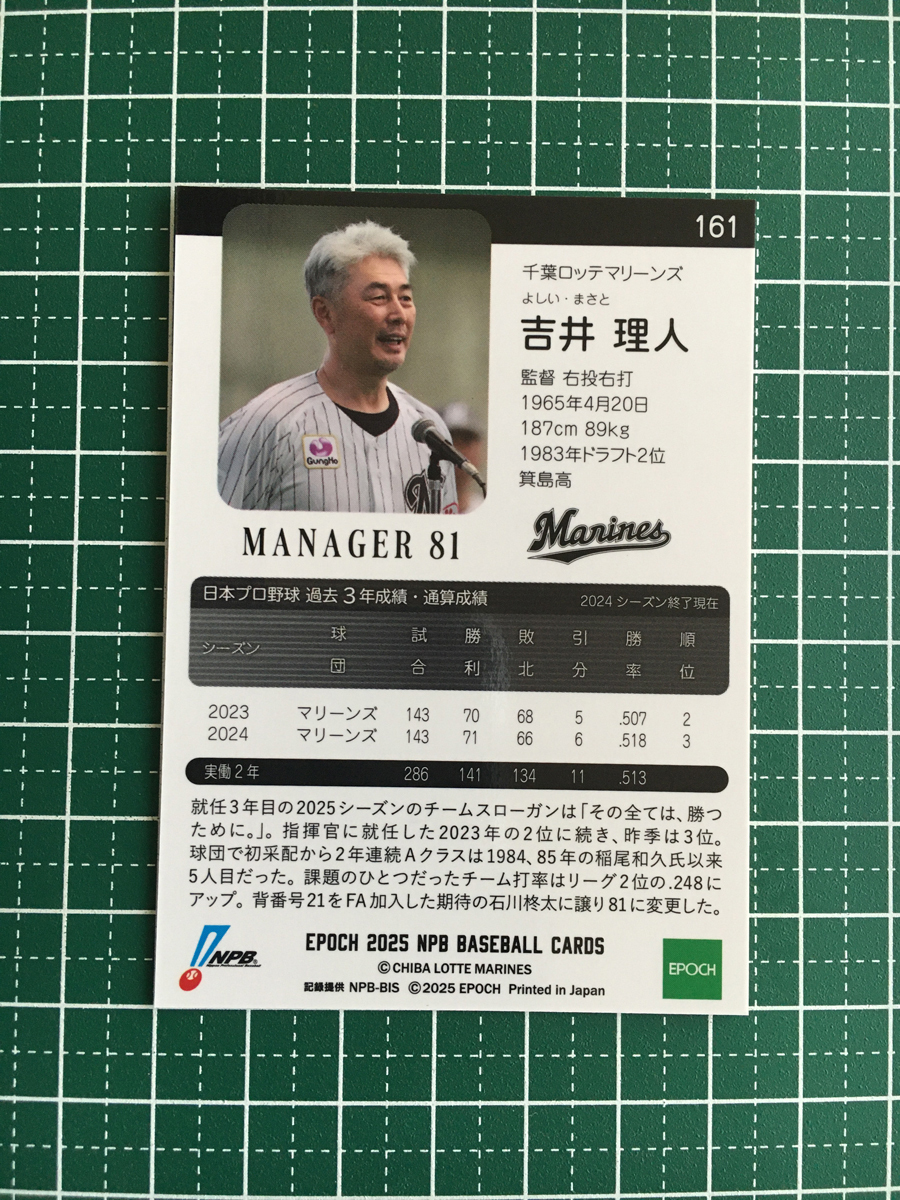 161
千葉ロッテマリーンズ
よしい・まさと
吉井 理人
監督 右投右打
1965年4月20日
187cm 89kg
1983年ドラフト2位
箕島高
GungHo
MANAGER 81
Marines
日本プロ野球 過去3年成績・通算成績 2024シーズン終了現在
シーズン 球団 試合 勝利 敗北 引分 勝率 順位
2023 マリーンズ 143 70 68 5 .507 2
2024 マリーンズ 143 71 66 6 .518 3
実働2年 286 141 134 11 .513
就任3年目の2025シーズンのチームスローガンは「その全ては、勝つ
ために。」。指揮官に就任した2023年の2位に続き、昨季は3位。
球団で初采配から2年連続Aクラスは1984、85年の稲尾和久氏以来
5人目だった。課題のひとつだったチーム打率はリーグ2位の.248に
アップ。背番号21をFA加入した期待の石川柊太に譲り81に変更した。
NPB
EPOCH 2025 NPB BASEBALL CARDS
©CHIBA LOTTE MARINES
記録提供 NPB-BIS ©2025 EPOCH Printed in Japan
EPOCH